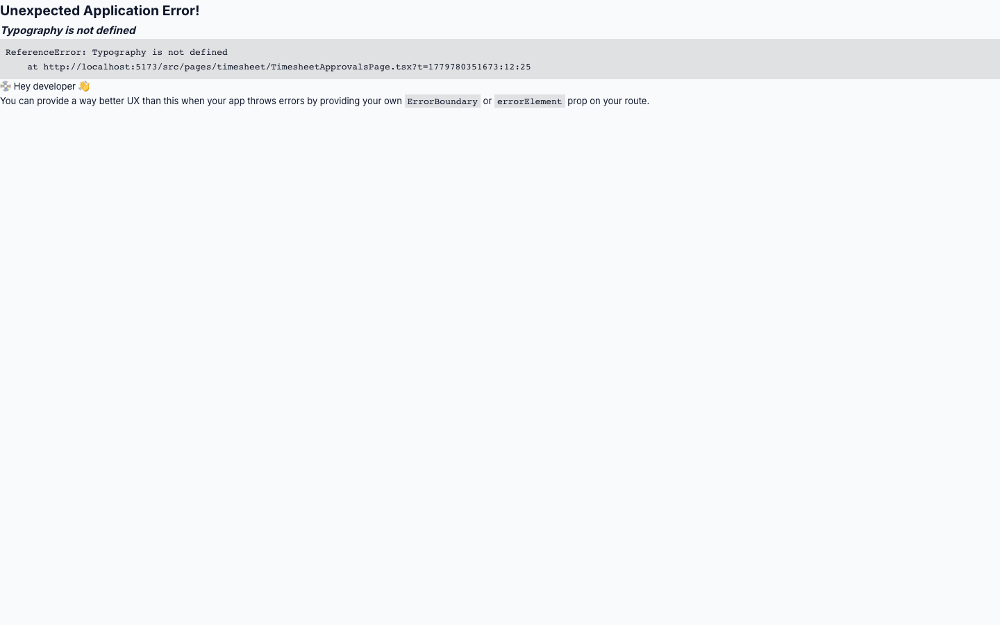 Unexpected Application Error!
Typography is not defined
ReferenceError: Typography is not defined
    at http://localhost:5173/src/pages/timesheet/TimesheetApprovalsPage.tsx?t=1779780351673:12:25
💿 Hey developer 👋
You can provide a way better UX than this when your app throws errors by providing your own ErrorBoundary or errorElement prop on your route.